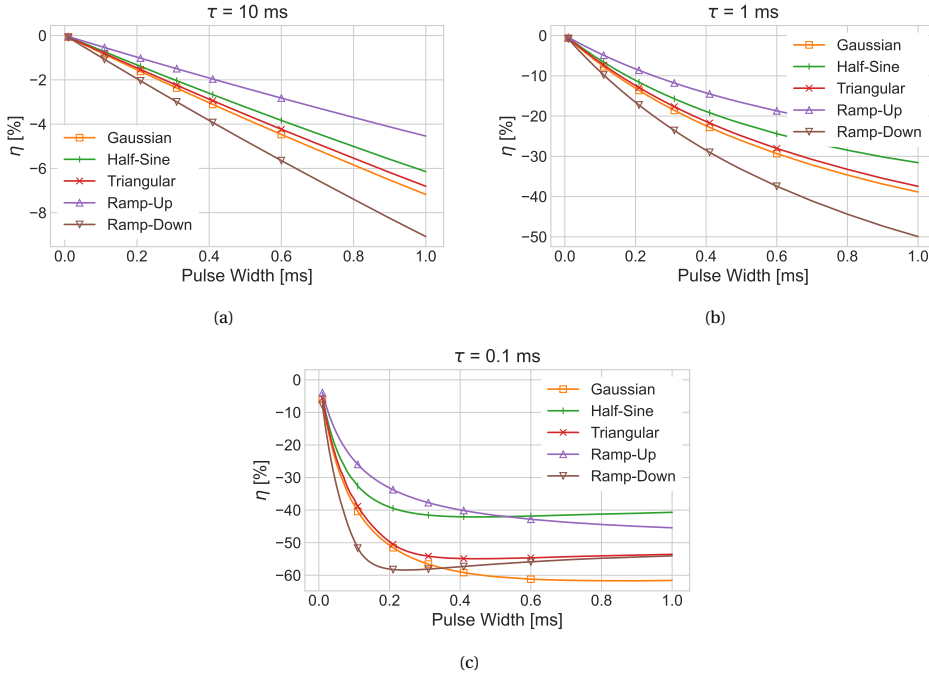 τ = 10 ms
0
−2
−4
−6
−8
η [%]
Gaussian
Half-Sine
Triangular
Ramp-Up
Ramp-Down
0.0 0.2 0.4 0.6 0.8 1.0
Pulse Width [ms]
(a)
τ = 1 ms
0
−10
−20
−30
−40
−50
η [%]
Gaussian
Half-Sine
Triangular
Ramp-Up
Ramp-Down
0.0 0.2 0.4 0.6 0.8 1.0
Pulse Width [ms]
(b)
τ = 0.1 ms
0
−10
−20
−30
−40
−50
−60
η [%]
Gaussian
Half-Sine
Triangular
Ramp-Up
Ramp-Down
0.0 0.2 0.4 0.6 0.8 1.0
Pulse Width [ms]
(c)